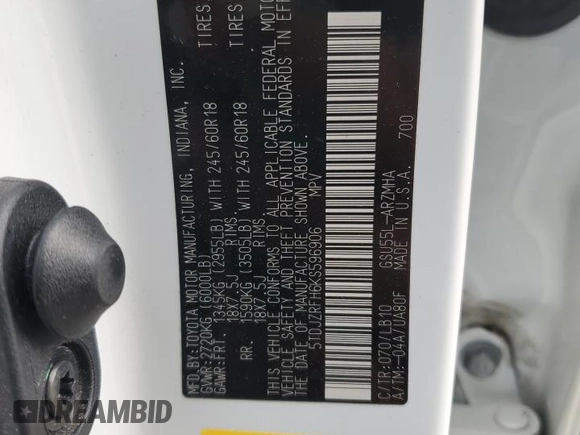 MFD.BY:TOYOTA MOTOR MANUFACTURING, INDIANA, INC.
GVWR:2720KG(6000LB)
GAWR:FRT. 1345KG (2955LB) WITH 245/60R18 TIRES
18X7.5J RIMS.
RR. 1590KG (3505LB) WITH 245/60R18 TIRES
18X7.5J RIMS.
THIS VEHICLE CONFORMS TO ALL APPLICABLE FEDERAL MOTOR
VEHICLE SAFETY AND THEFT PREVENTION STANDARDS IN EFF
THE DATE OF MANUFACTURE SHOWN ABOVE.
5TDJZRFH6KS596906 MPV
C/TR:070/LB10 GSU55L-ARZMHA
A/TM:-04A/UA80F MADE IN U.S.A.
700
DREAMBID